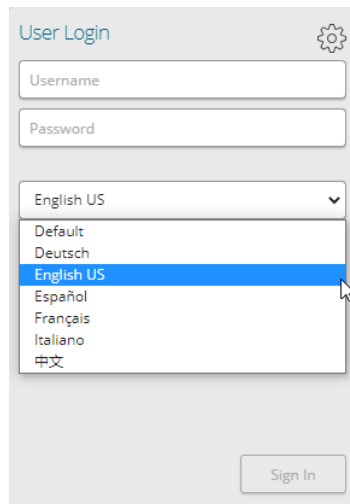 User Login
Username
Password
English US
Default
Deutsch
English US
Español
Français
Italiano
中文
Sign In